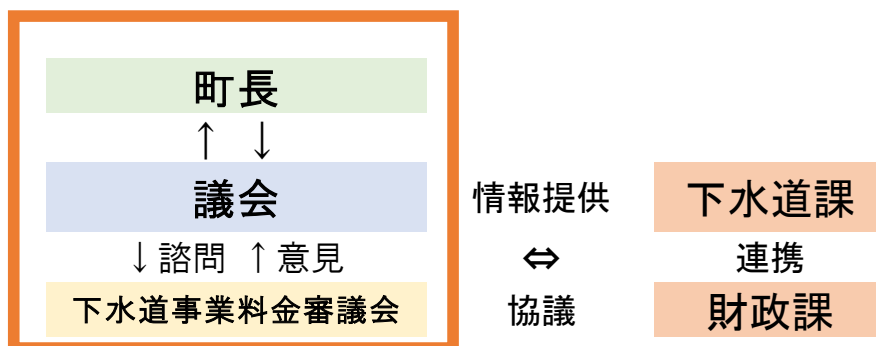 町長
↑ ↓
議会
↓諮問 ↑意見
下水道事業料金審議会
情報提供
⇔
協議
下水道課
連携
財政課